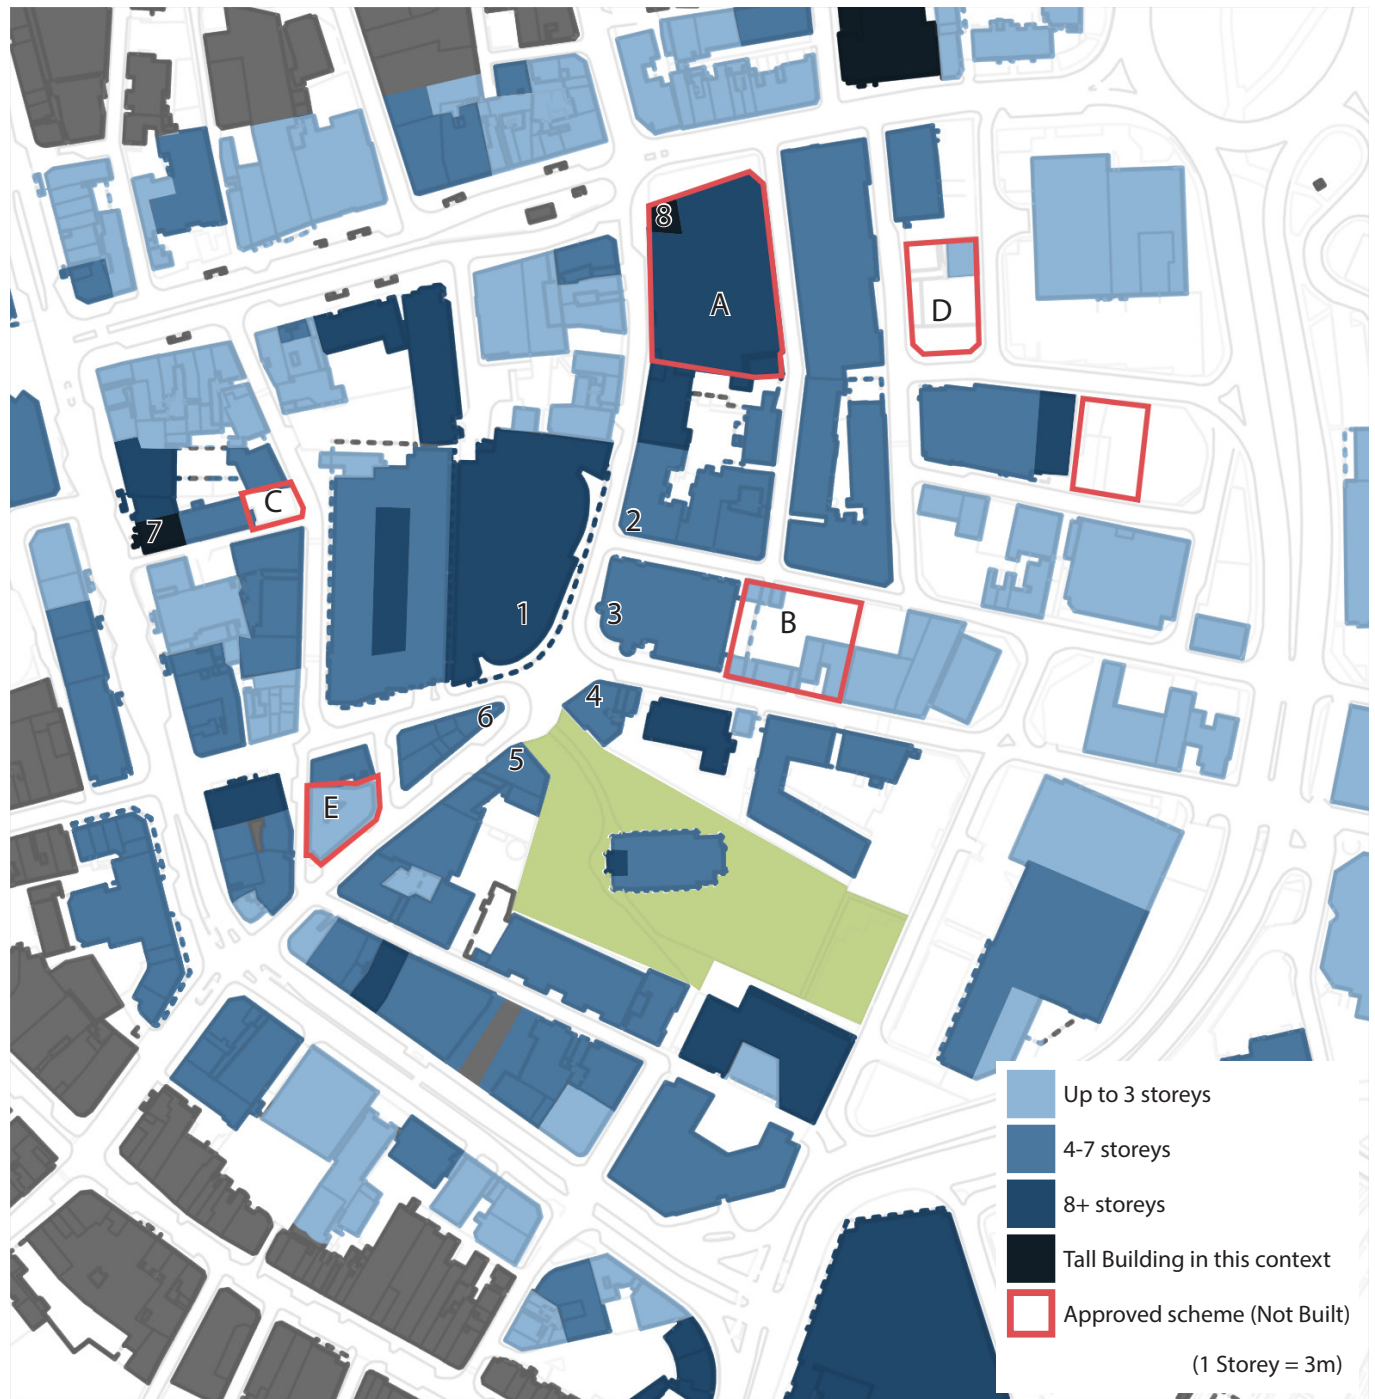 8
A
D
C
7
2
1
3
B
4
6
5
E
Up to 3 storeys
4-7 storeys
8+ storeys
Tall Building in this context
Approved scheme (Not Built)
(1 Storey = 3m)